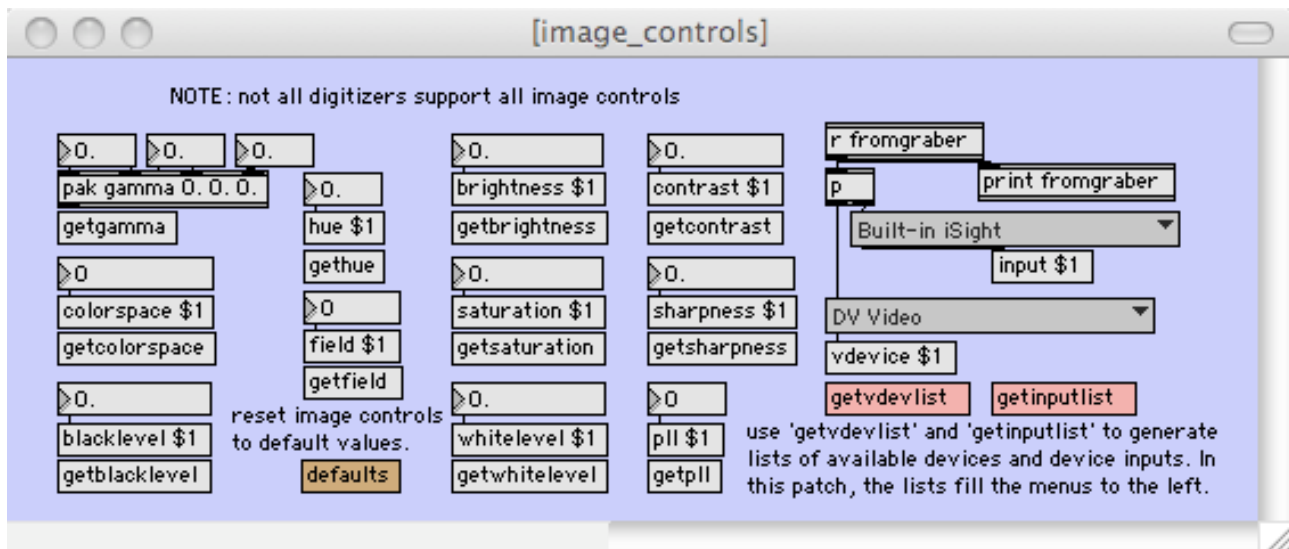 [image_controls]
NOTE: not all digitizers support all image controls
0.
0.
0.
pak gamma 0. 0. 0.
getgamma
0
colorspace $1
getcolorspace
0.
blacklevel $1
getblacklevel
0.
hue $1
gethue
0
field $1
getfield
reset image controls
to default values.
defaults
0.
brightness $1
getbrightness
0.
saturation $1
getsaturation
0.
whitelevel $1
getwhitelevel
0.
contrast $1
getcontrast
0.
sharpness $1
getsharpness
0
pll $1
getpll
r fromgraber
p
print fromgraber
Built-in iSight
input $1
DV Video
vdevice $1
getvdevlist
getinputlist
use 'getvdevlist' and 'getinputlist' to generate
lists of available devices and device inputs. In
this patch, the lists fill the menus to the left.